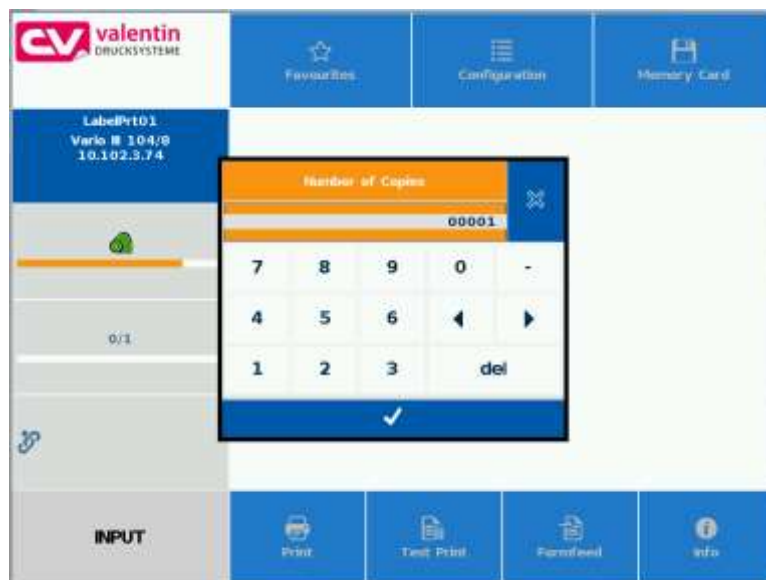 CV valentin
DRUCKSYSTEME
Favourites
Configuration
Memory Card
LabelPrt01
Vario III 104/8
10.102.3.74
Number of Copies
00001
7 8 9 0 -
4 5 6
0/1
1 2 3 del
INPUT
Print
Test Print
Formfeed
Info